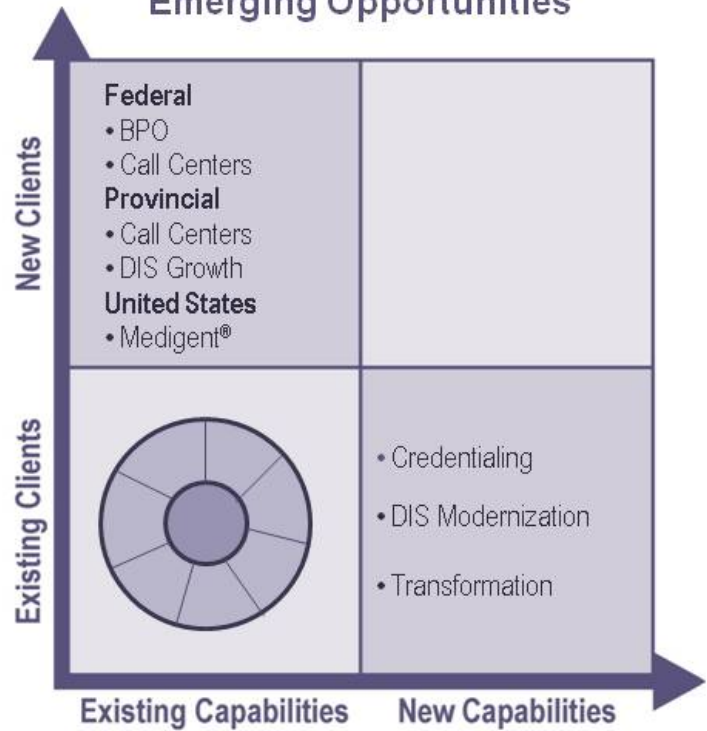 Emerging Opportunities
New Clients
Federal
• BPO
• Call Centers
Provincial
• Call Centers
• DIS Growth
United States
• Medigent®
Existing Clients
• Credentialing
• DIS Modernization
• Transformation
Existing Capabilities
New Capabilities